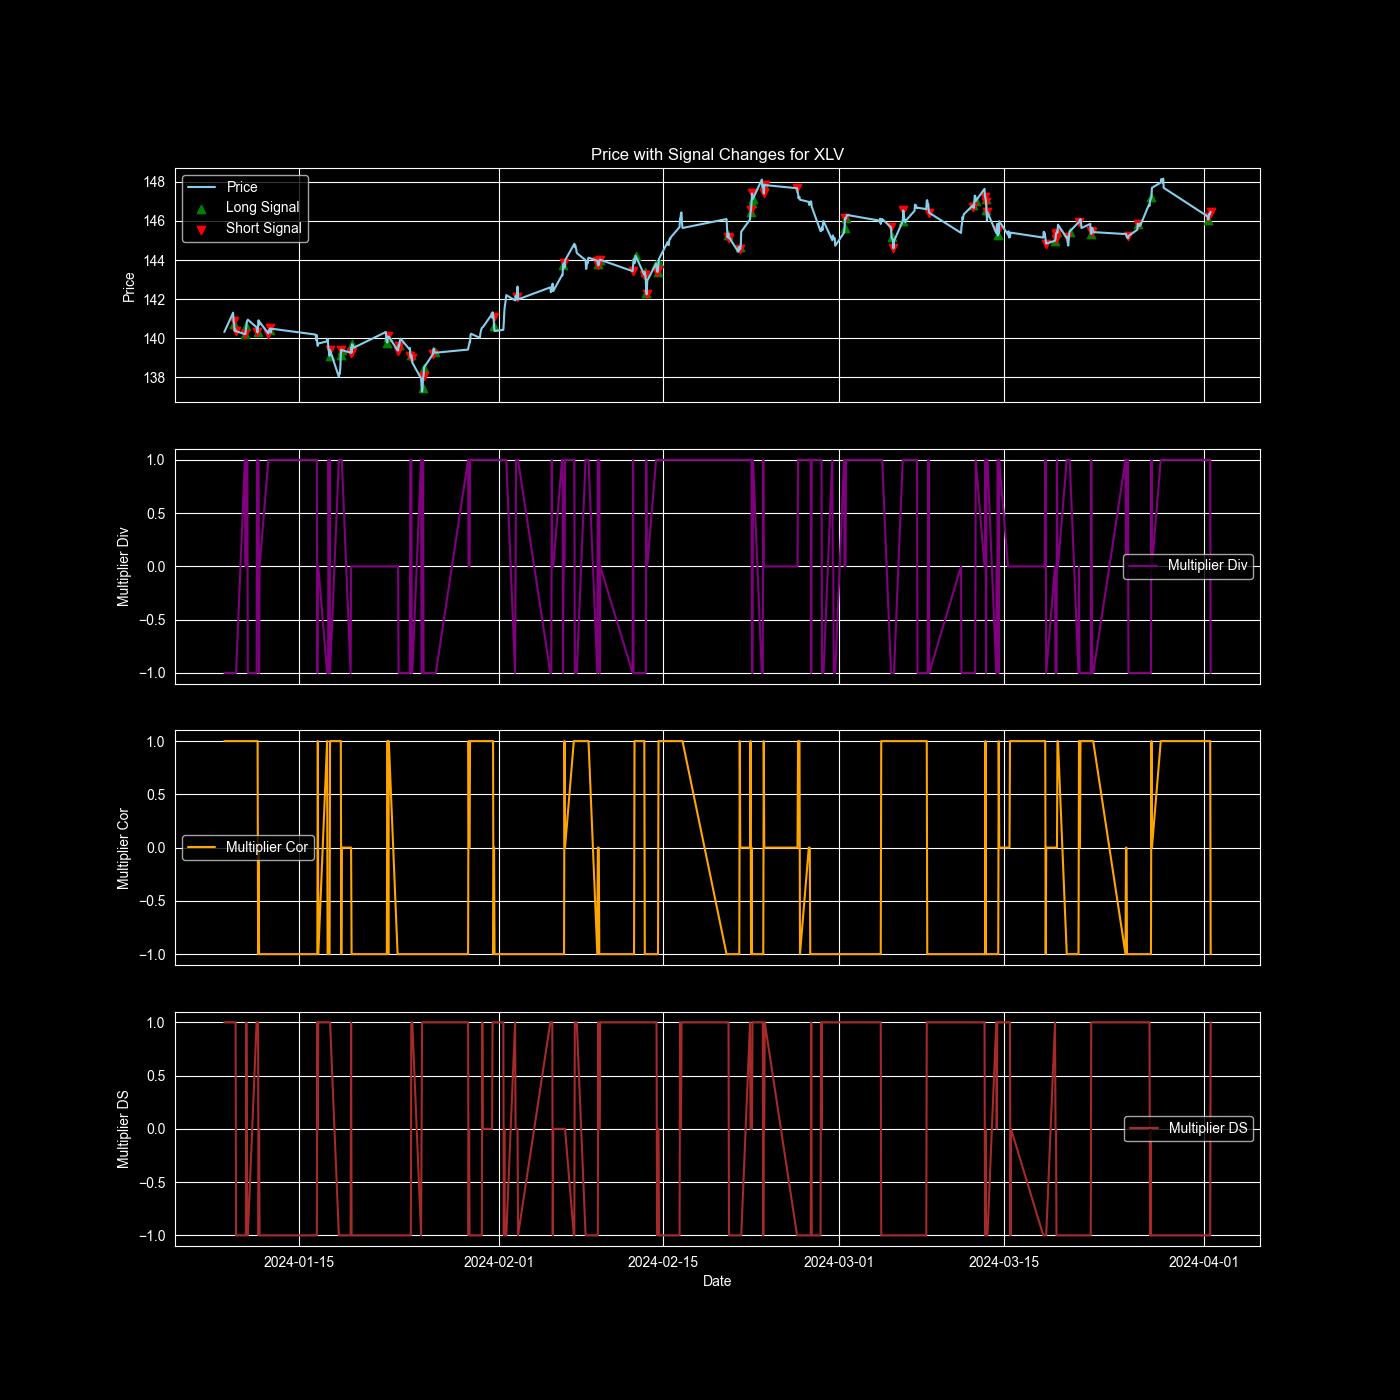 Price with Signal Changes for XLV
Price
148
146
144
142
140
138
Price
Long Signal
Short Signal
Multiplier Div
1.0
0.5
0.0
−0.5
−1.0
Multiplier Div
Multiplier Cor
1.0
0.5
0.0
−0.5
−1.0
Multiplier Cor
Multiplier DS
1.0
0.5
0.0
−0.5
−1.0
Multiplier DS
2024-01-15 2024-02-01 2024-02-15 2024-03-01 2024-03-15 2024-04-01
Date